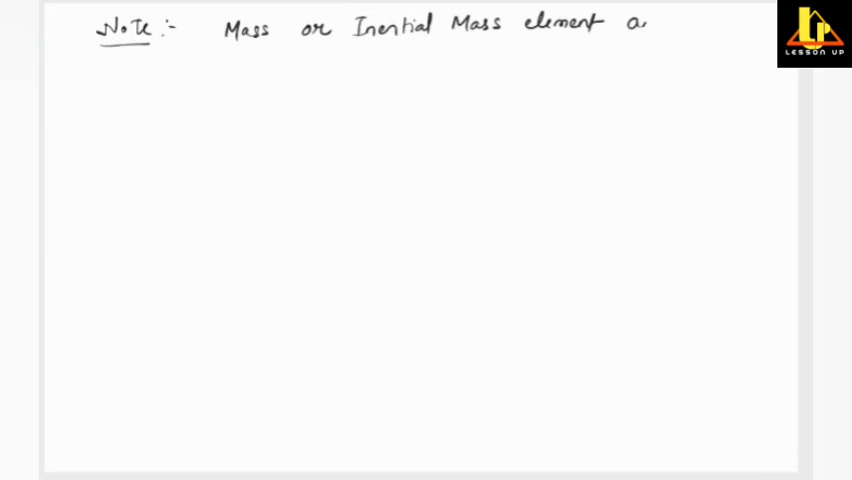 Note :- Mass or Inertial Mass element a
LESSON UP